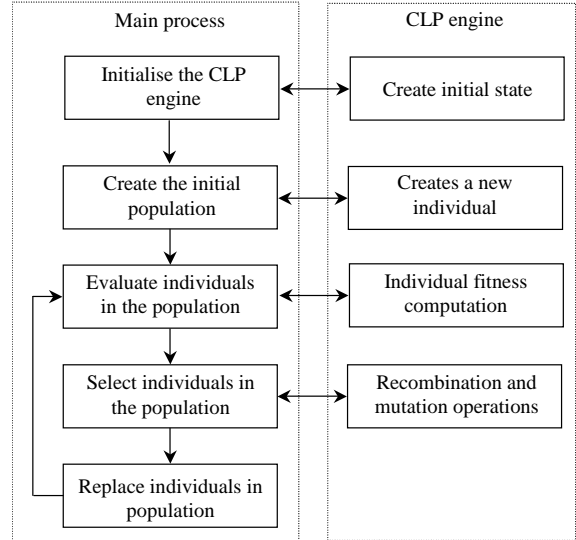 Main process
CLP engine
Initialise the CLP
engine
Create initial state
Create the initial
population
Creates a new
individual
Evaluate individuals
in the population
Individual fitness
computation
Select individuals in
the population
Recombination and
mutation operations
Replace individuals in
population